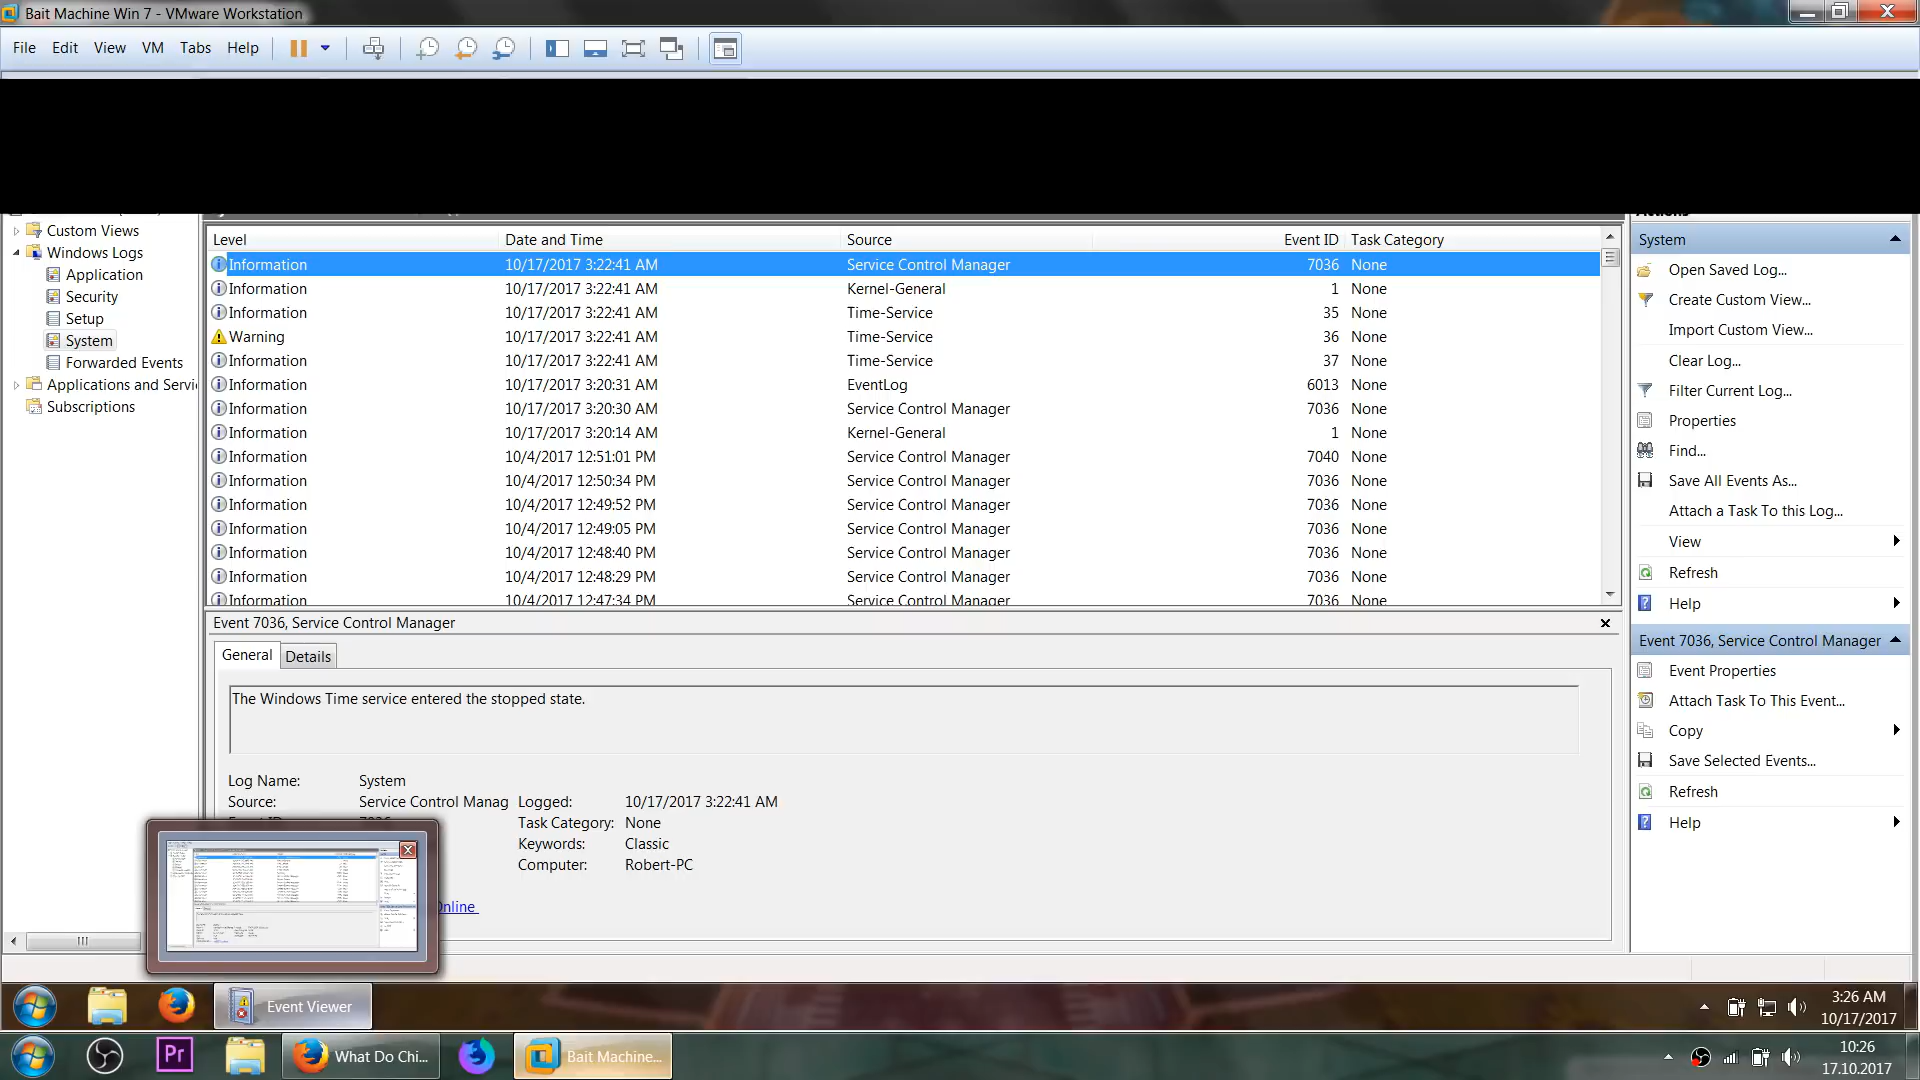 Bait Machine Win 7 - VMware Workstation
File Edit View VM Tabs Help
Custom Views
Windows Logs
Application
Security
Setup
System
Forwarded Events
Applications and Servi
Subscriptions
Level Date and Time Source Event ID Task Category
Information 10/17/2017 3:22:41 AM Service Control Manager 7036 None
Information 10/17/2017 3:22:41 AM Kernel-General 1 None
Information 10/17/2017 3:22:41 AM Time-Service 35 None
Warning 10/17/2017 3:22:41 AM Time-Service 36 None
Information 10/17/2017 3:22:41 AM Time-Service 37 None
Information 10/17/2017 3:20:31 AM EventLog 6013 None
Information 10/17/2017 3:20:30 AM Service Control Manager 7036 None
Information 10/17/2017 3:20:14 AM Kernel-General 1 None
Information 10/4/2017 12:51:01 PM Service Control Manager 7040 None
Information 10/4/2017 12:50:34 PM Service Control Manager 7036 None
Information 10/4/2017 12:49:52 PM Service Control Manager 7036 None
Information 10/4/2017 12:49:05 PM Service Control Manager 7036 None
Information 10/4/2017 12:48:40 PM Service Control Manager 7036 None
Information 10/4/2017 12:48:29 PM Service Control Manager 7036 None
Information 10/4/2017 12:47:34 PM Service Control Manager 7036 None
Event 7036, Service Control Manager
General Details
The Windows Time service entered the stopped state.
Log Name: System
Source: Service Control Manag Logged: 10/17/2017 3:22:41 AM
Task Category: None
Keywords: Classic
Computer: Robert-PC
Online
Actions
System
Open Saved Log...
Create Custom View...
Import Custom View...
Clear Log...
Filter Current Log...
Properties
Find...
Save All Events As...
Attach a Task To this Log...
View
Refresh
Help
Event 7036, Service Control Manager
Event Properties
Attach Task To This Event...
Copy
Save Selected Events...
Refresh
Help
Event Viewer
3:26 AM
10/17/2017
Pr
What Do Chi...
Bait Machine...
10:26
17.10.2017